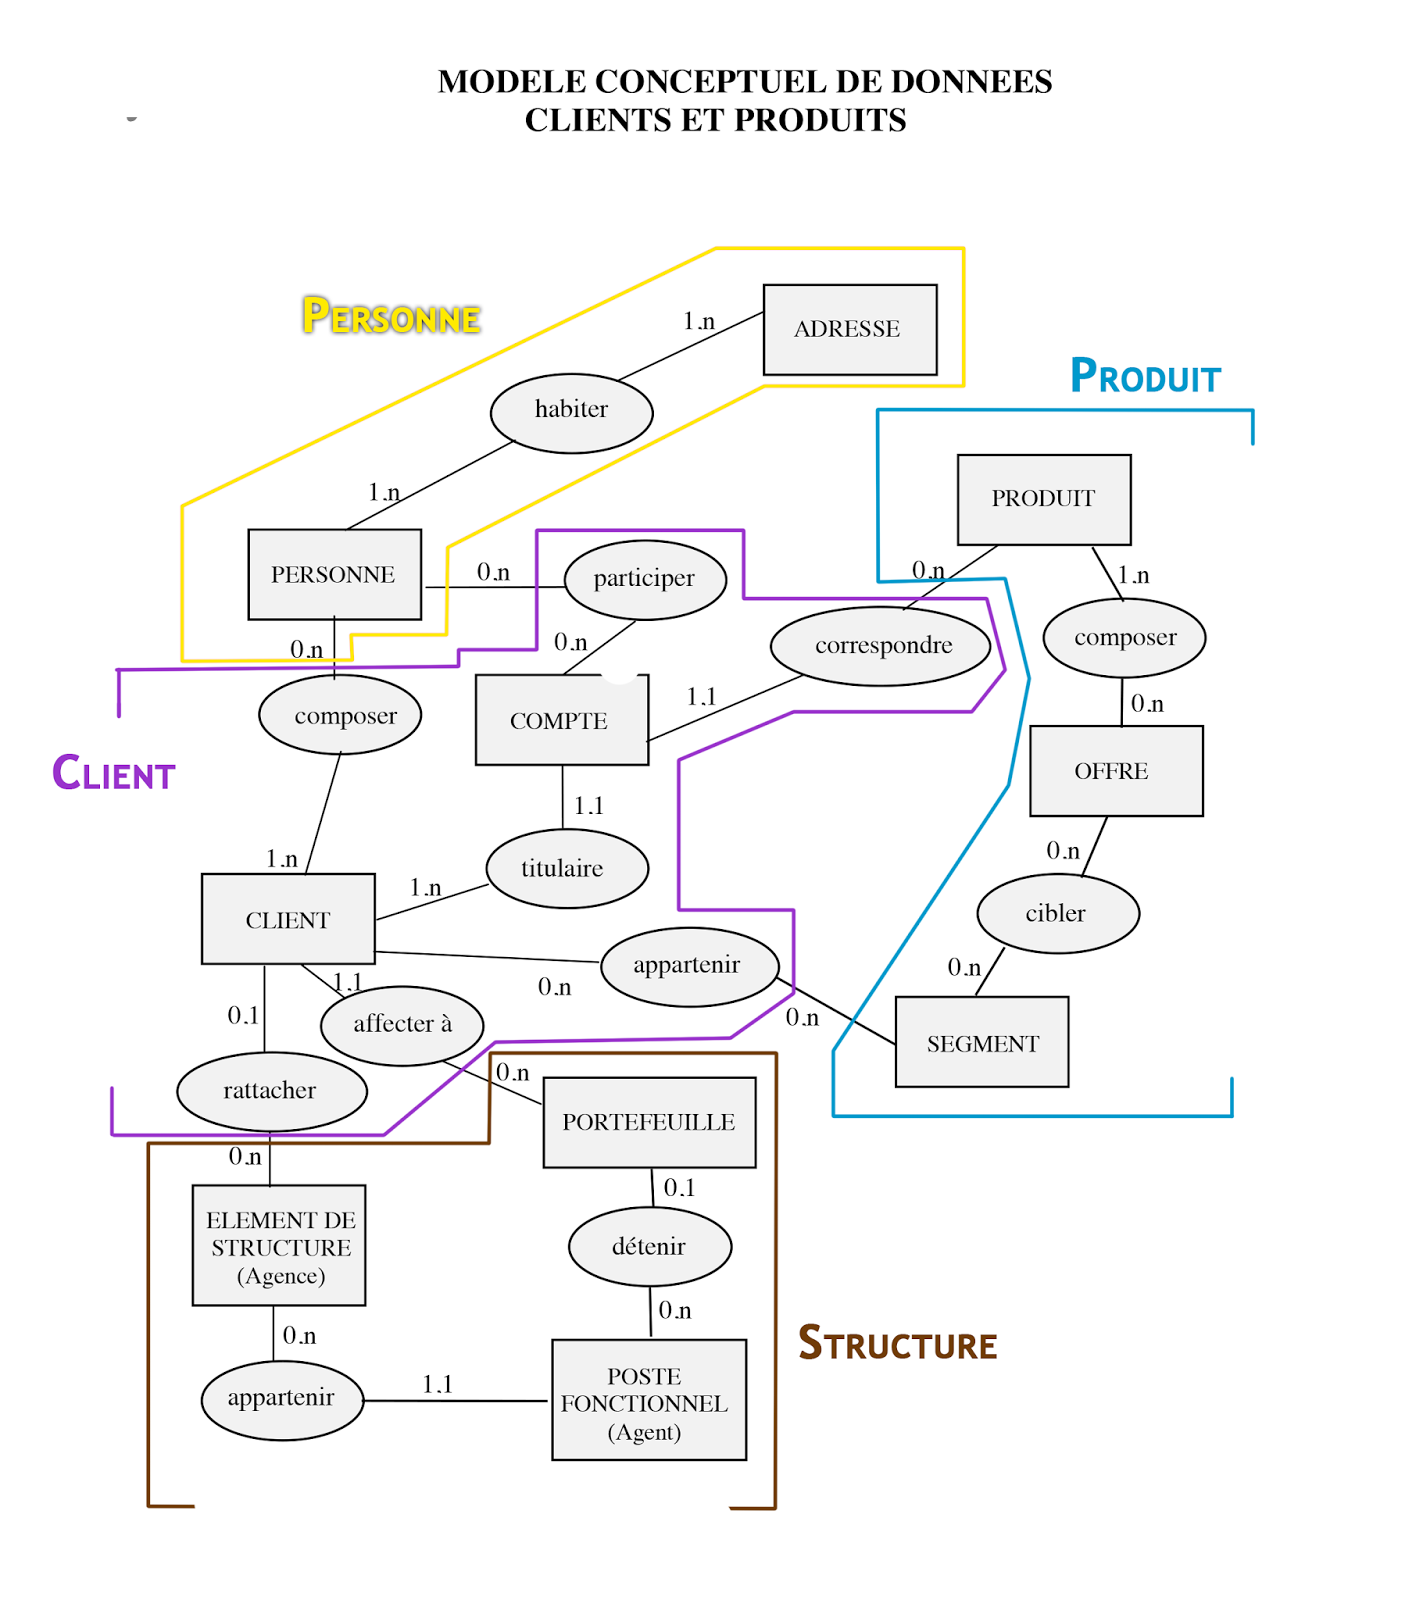 MODELE CONCEPTUEL DE DONNEES
CLIENTS ET PRODUITS
PERSONNE
1,n
ADRESSE
habiter
PRODUIT
1,n
PRODUIT
PERSONNE
0,n
participer
0,n
1,n
0,n
0,n
correspondre
composer
composer
COMPTE
1,1
0,n
CLIENT
OFFRE
1,1
0,n
1,n
1,n
titulaire
CLIENT
cibler
appartenir
0,n
1,1
0,n
0,n
0,1
affecter à
SEGMENT
0,n
rattacher
PORTEFEUILLE
0,n
0,1
ELEMENT DE
STRUCTURE
(Agence)
détenir
0,n
0,n
STRUCTURE
1,1
appartenir
POSTE
FONCTIONNEL
(Agent)